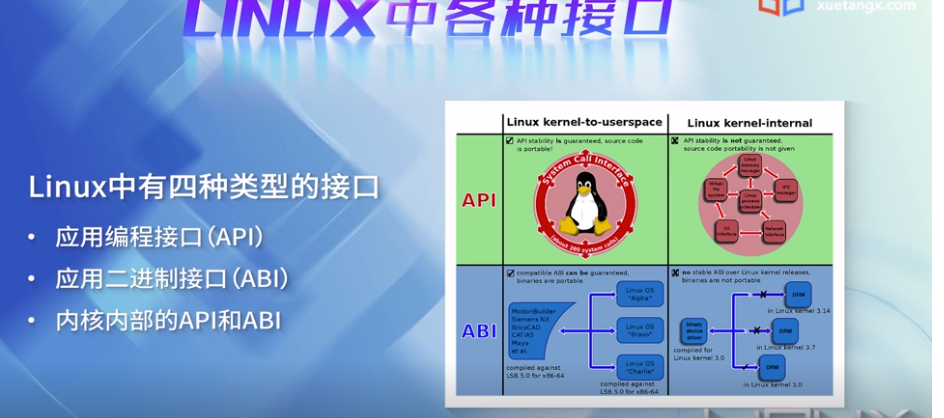 LINUX中各种接口
xuetangx.com
Linux中有四种类型的接口
• 应用编程接口(API)
• 应用二进制接口(ABI)
• 内核内部的API和ABI
Linux kernel-to-userspace
Linux kernel-internal
API stability is guaranteed, source code
is portable!
API stability is not guaranteed,
source code portability is not given
API
System Call Interface
(about 380 system calls)
Linux
memory
manager
Virtual
file
system
IPC
manager
Linux
process
scheduler
I/O
interface
Network
interface
compatible ABI can be guaranteed,
binaries are portable
no stable ABI over Linux kernel releases,
binaries are not portable
ABI
MotionBuilder
Siemens NX
BricsCAD
CATIA5
Maya
et al.
Linux OS
"Alpha"
Linux OS
"Bravo"
Linux OS
"Charlie"
compiled against
LSB 5.0 for x86-64
compiled against
LSB 5.0 for x86-64
binary
device
driver
compiled for
Linux kernel 3.0
DRM
in Linux kernel 3.14
DRM
in Linux kernel 3.7
DRM
in Linux kernel 3.0